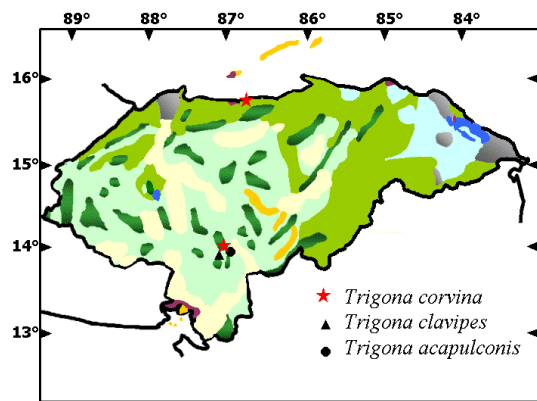 89° 88° 87° 86° 85° 84°
16°
15°
14°
13°
Trigona corvina
Trigona clavipes
Trigona acapulconis